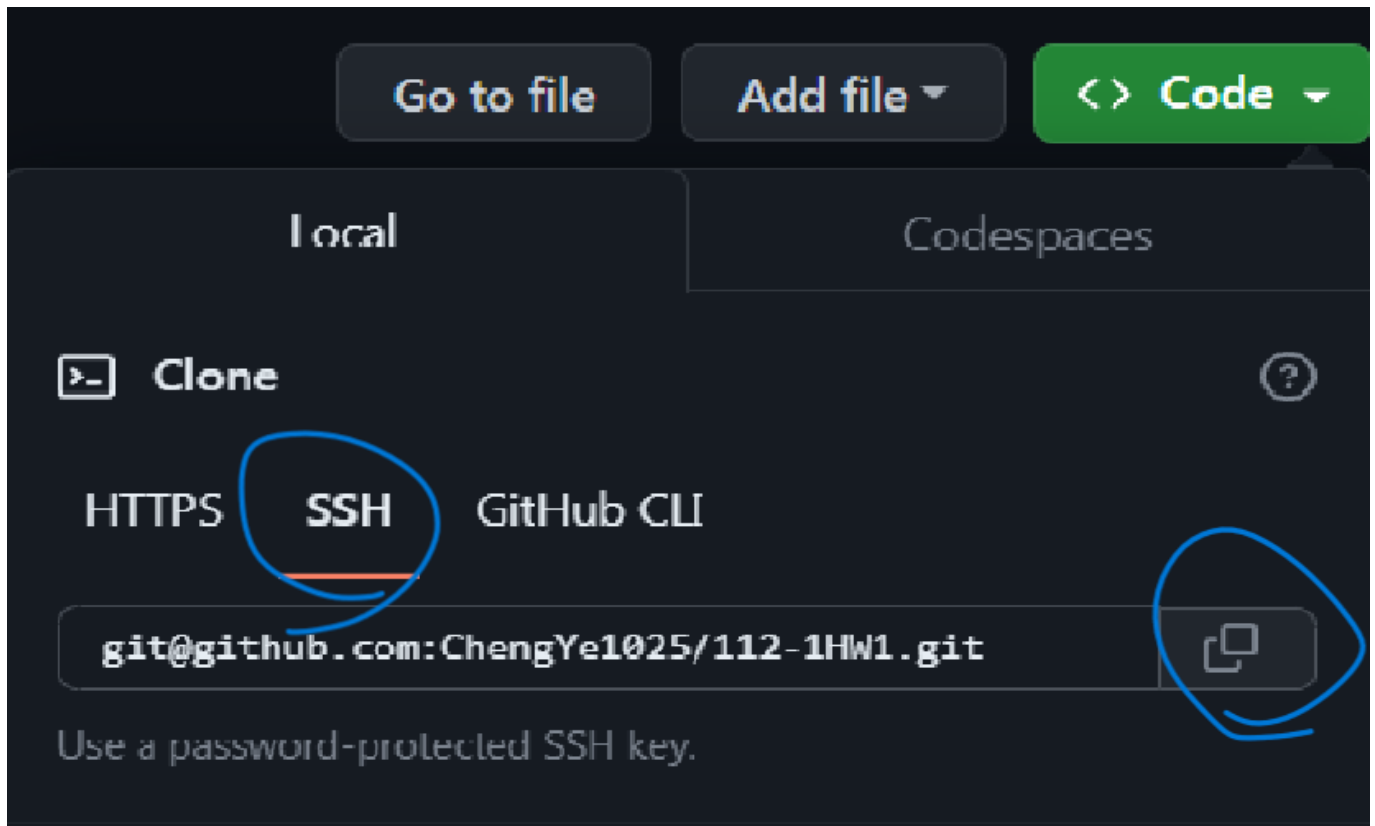 Go to file Add file <> Code
Local Codespaces
Clone
HTTPS SSH GitHub CLI
git@github.com:ChengYe1025/112-1HW1.git
Use a password-protected SSH key.